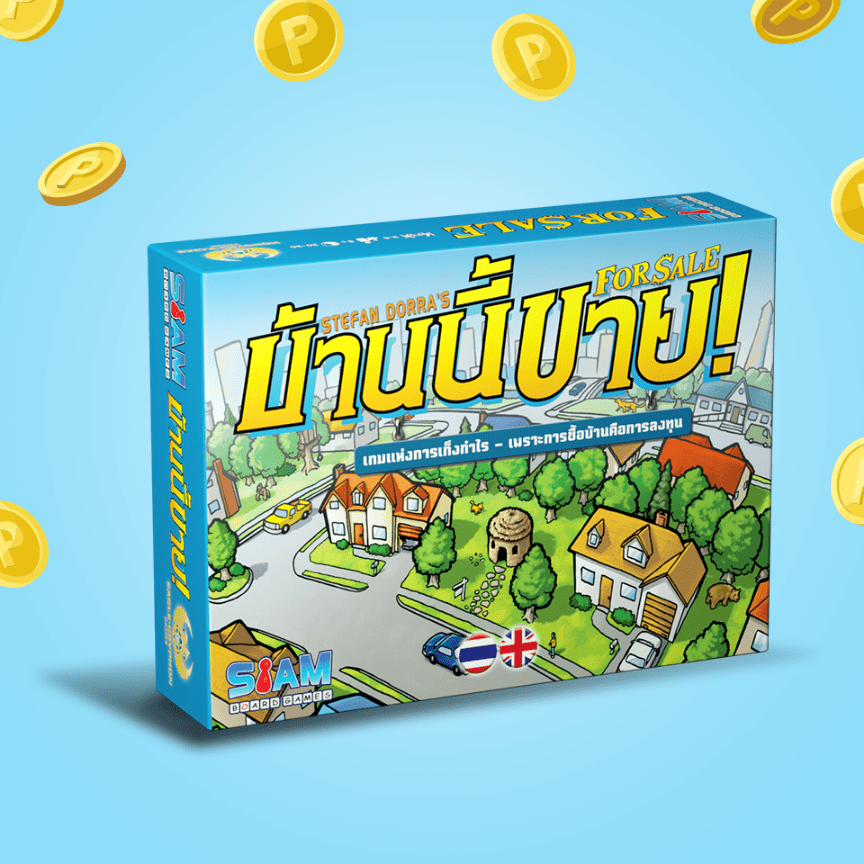 FOR SALE
STEFAN DORRA'S
FOR SALE
บ้านนี้ขาย!
เกมแห่งการเก็งกำไร – เพราะการซื้อบ้านคือการลงทุน
SIAM
BOARD GAMES
SIAM
BOARD GAMES
บ้านนี้ขาย!
P
P
P
P
P